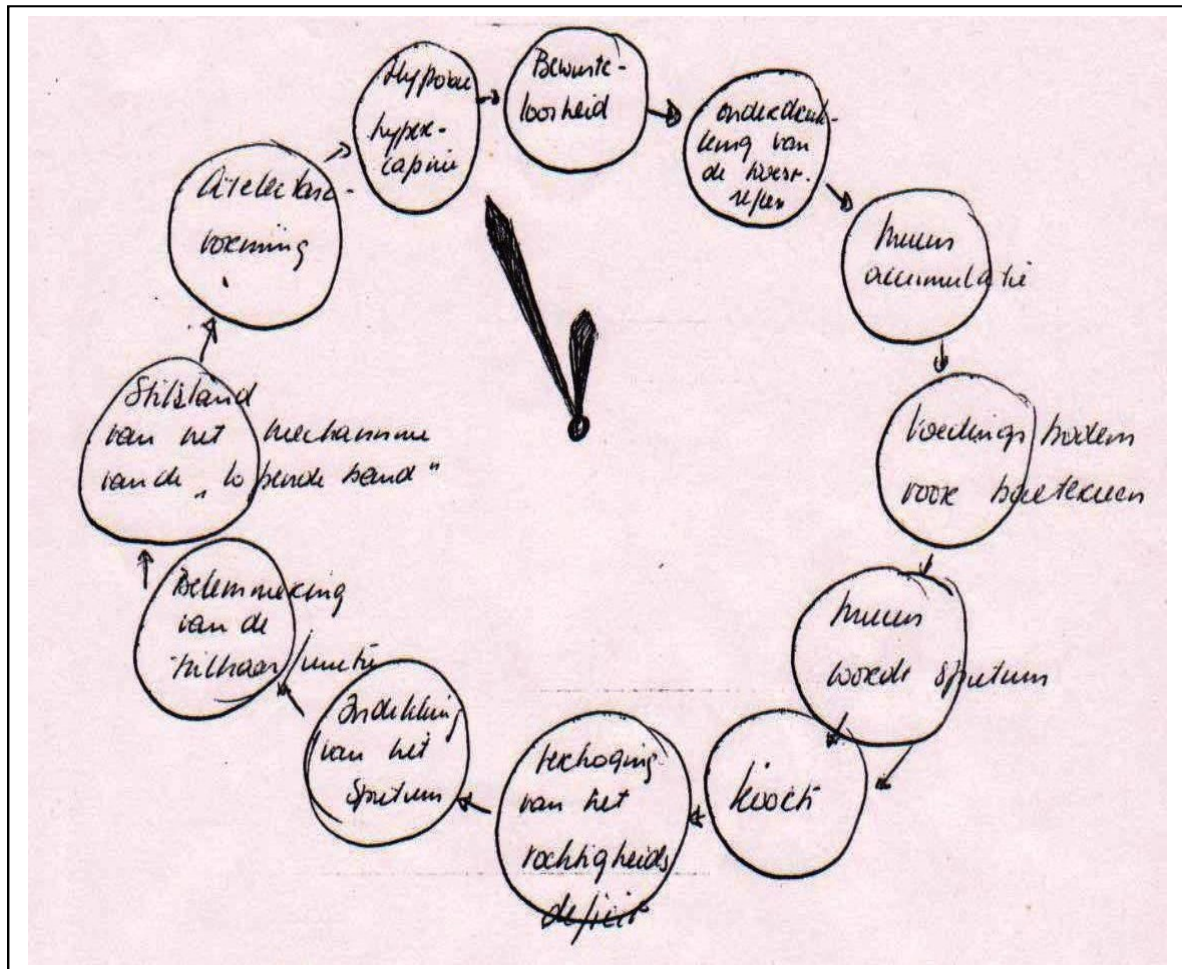 Bewuste-
loosheid
onderdruk-
king van
de hoest-
reflex
Mucus
accumulatie
Voedingsbodem
voor bacteriën
Mucus
wordt sputum
Koorts
Verhoging
van het
vochtigheids
deficit
Indikking
van het
sputum
Belemmering
van de
trilhaarfunctie
Stilstand
van het mechanisme
van de „lopende band"
Atelectase-
vorming
Hypoxie
hyper-
capnie